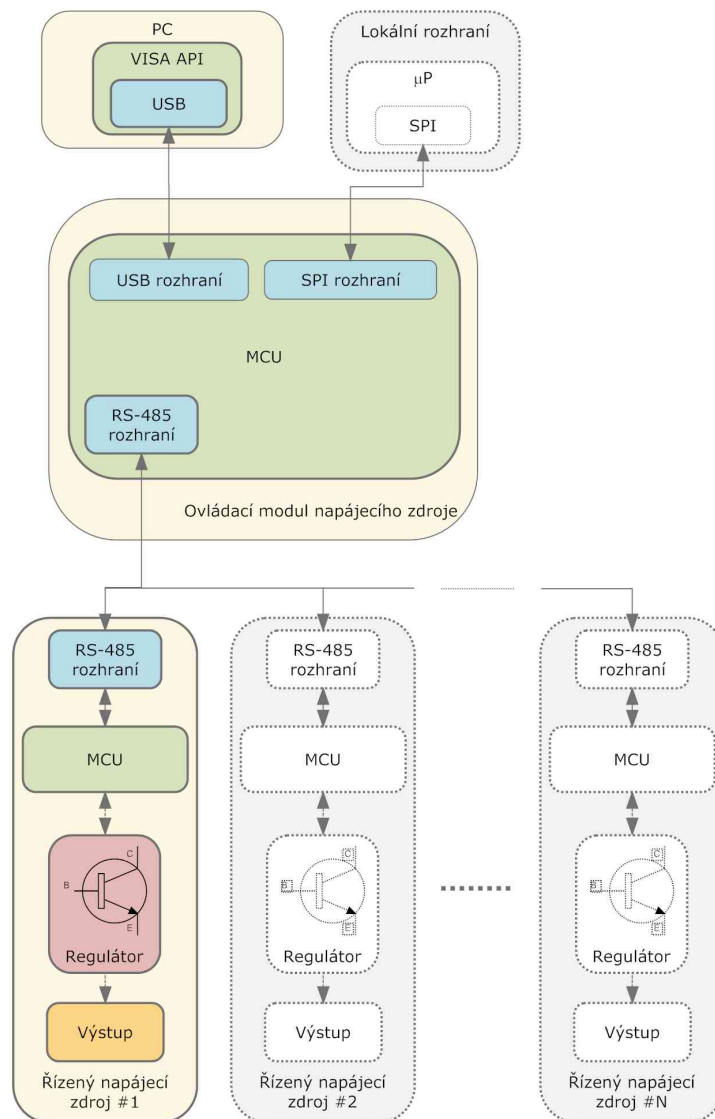 PC
VISA API
USB
Lokální rozhraní
μP
SPI
USB rozhraní
SPI rozhraní
MCU
RS-485
rozhraní
Ovládací modul napájecího zdroje
RS-485
rozhraní
MCU
C
B
E
Regulátor
Výstup
Řízený napájecí
zdroj #1
RS-485
rozhraní
MCU
C
B
E
Regulátor
Výstup
Řízený napájecí
zdroj #2
RS-485
rozhraní
MCU
C
B
E
Regulátor
Výstup
Řízený napájecí
zdroj #N